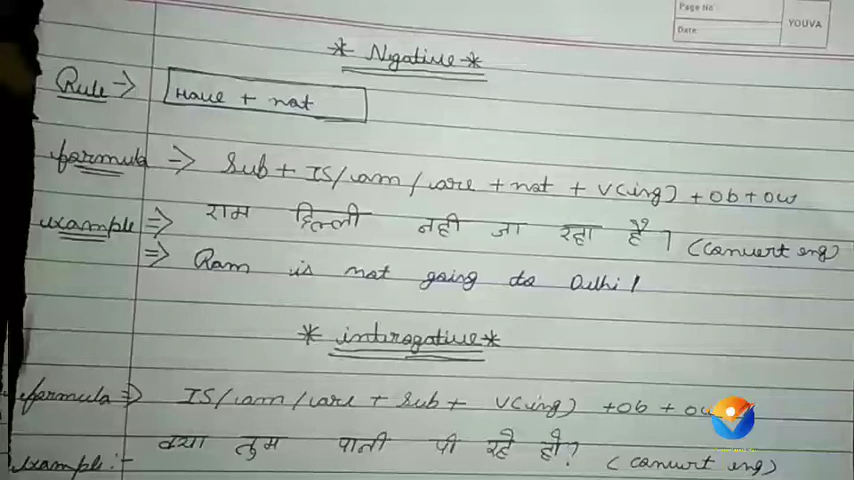 Page No
Date
YOUVA
* Negative *
Rule → Have + not
formula ⇒ Sub + IS/am/are + not + V(ing) + ob + ow
example ⇒ राम दिल्ली नही जा रहा है। (Convert eng)
⇒ Ram is not going to Delhi।
* interogative *
formula ⇒ IS/am/are + sub + V(ing) + ob +
example :- क्या तुम पानी पी रहे हो? (Convert eng)